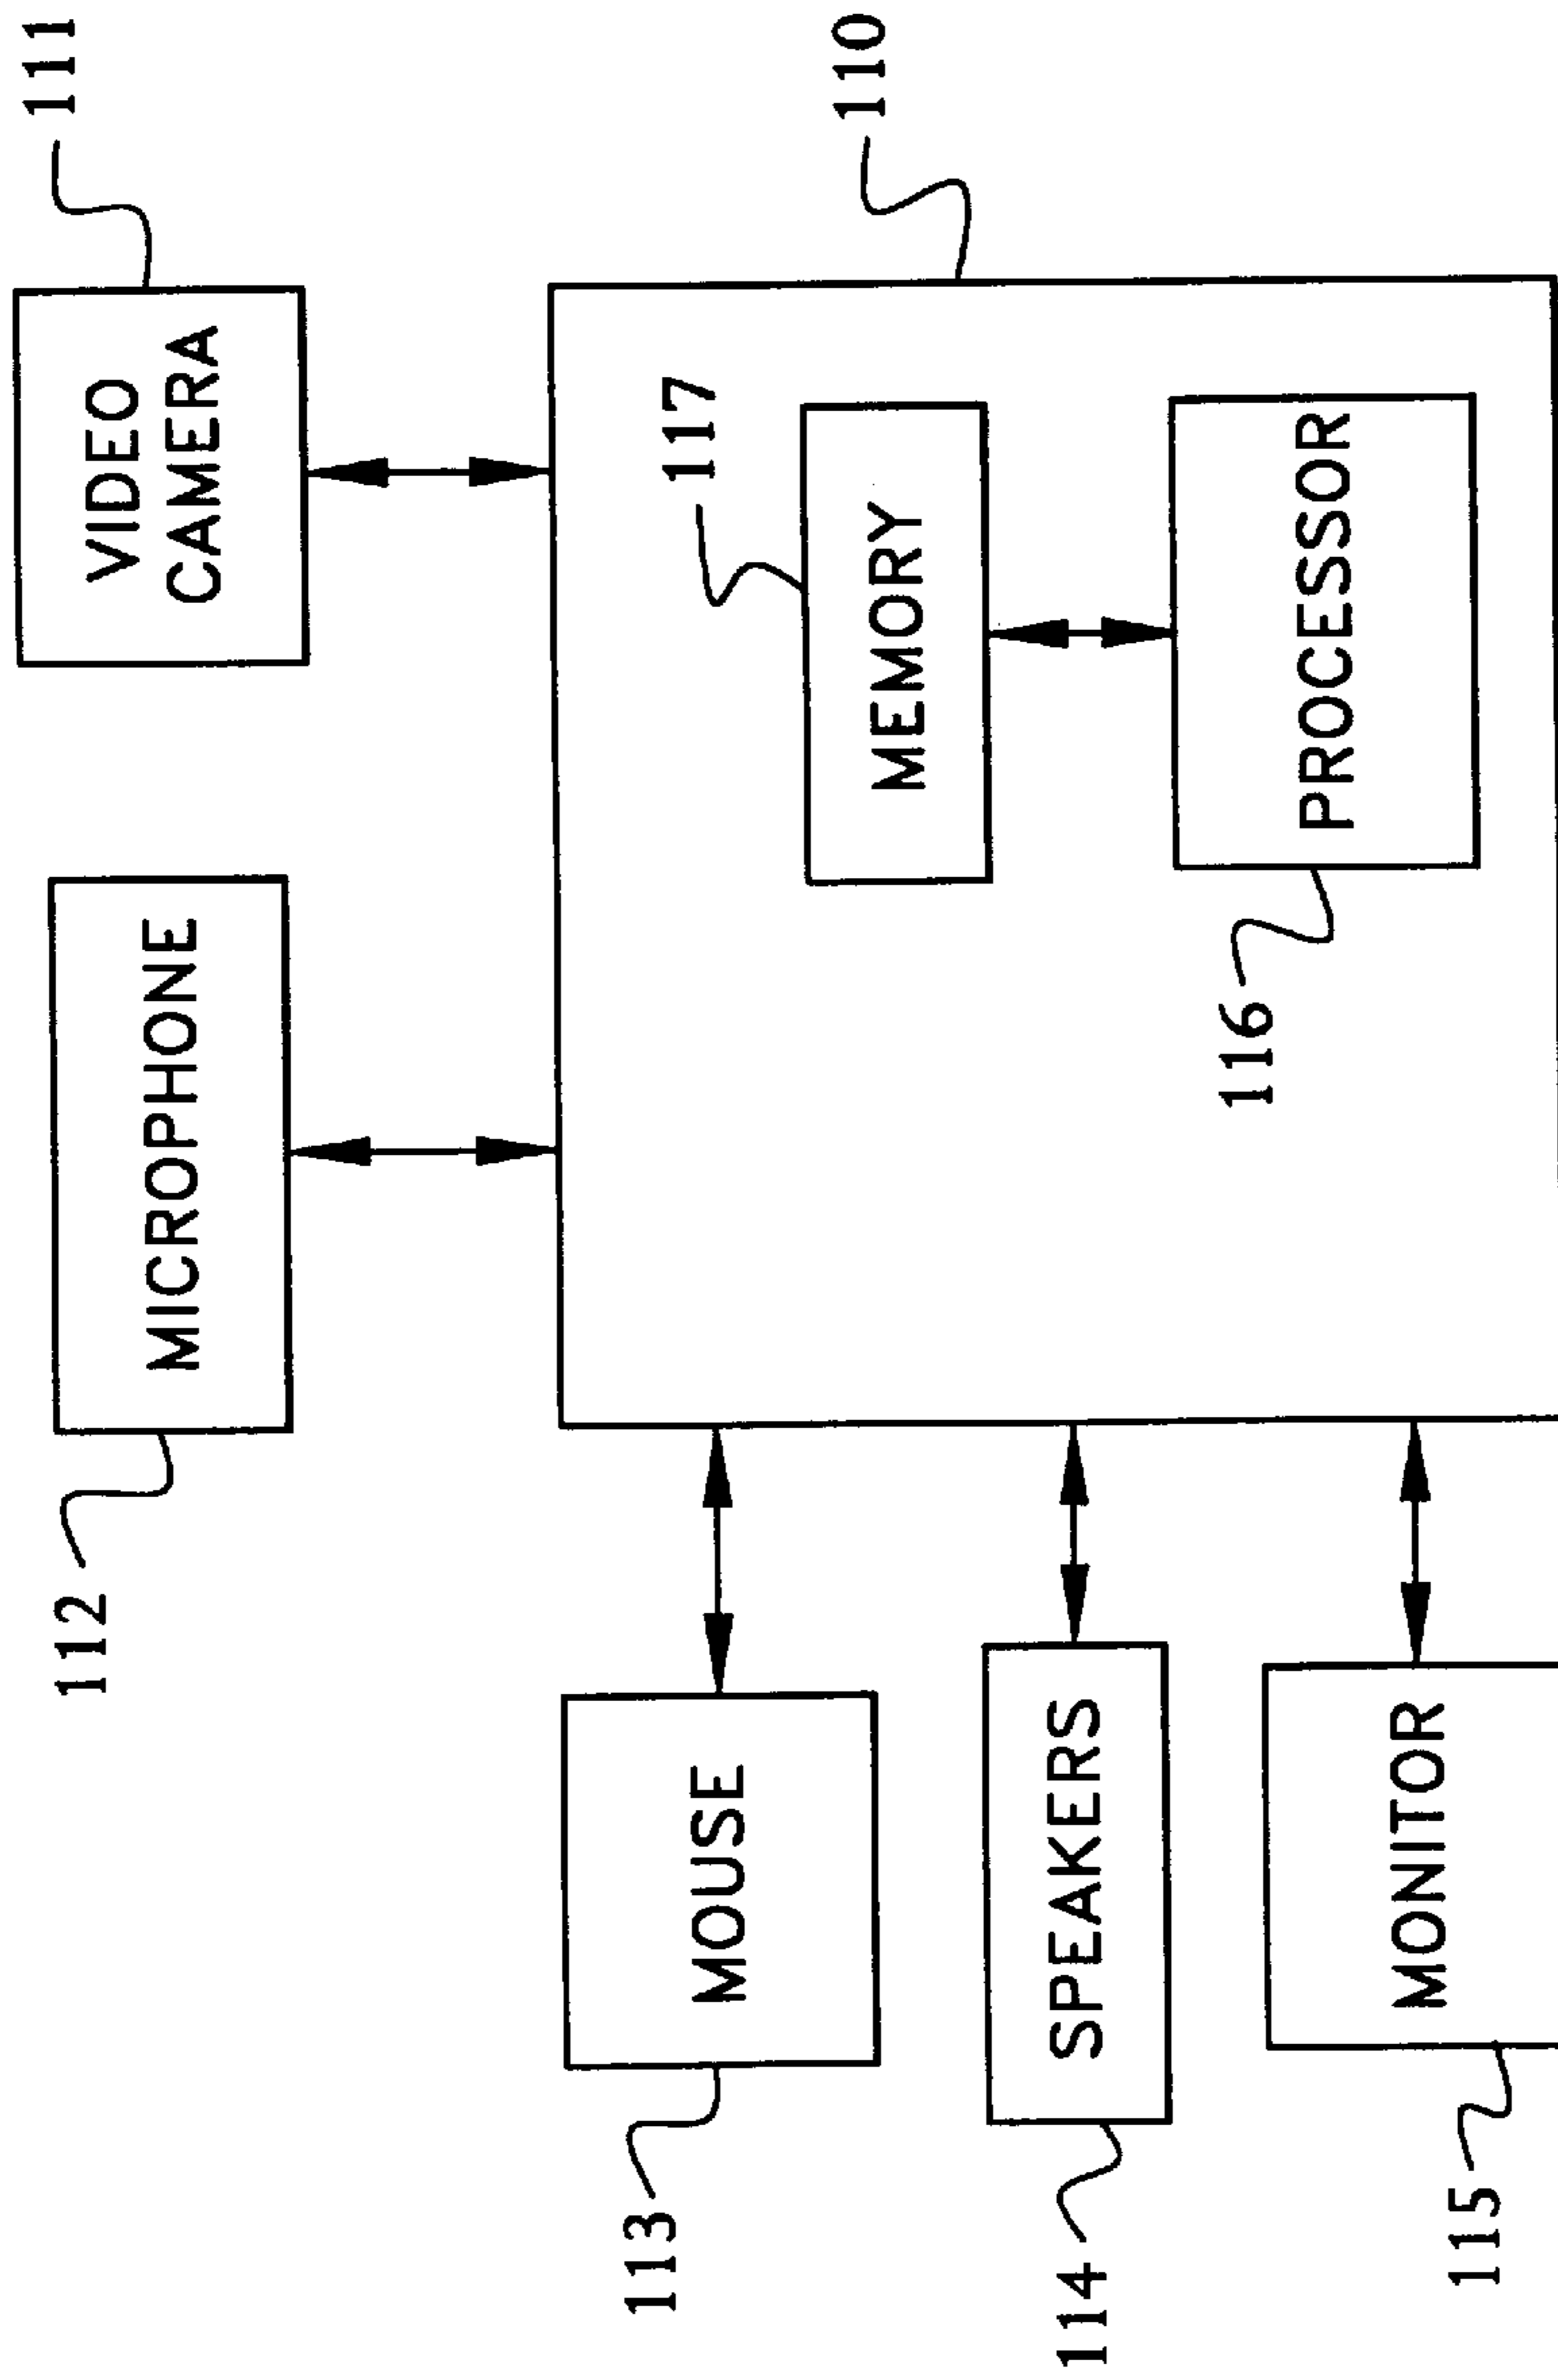 112
MICROPHONE
VIDEO
CAMERA
111
113
MOUSE
117
MEMORY
110
114
SPEAKERS
116
PROCESSOR
115
MONITOR